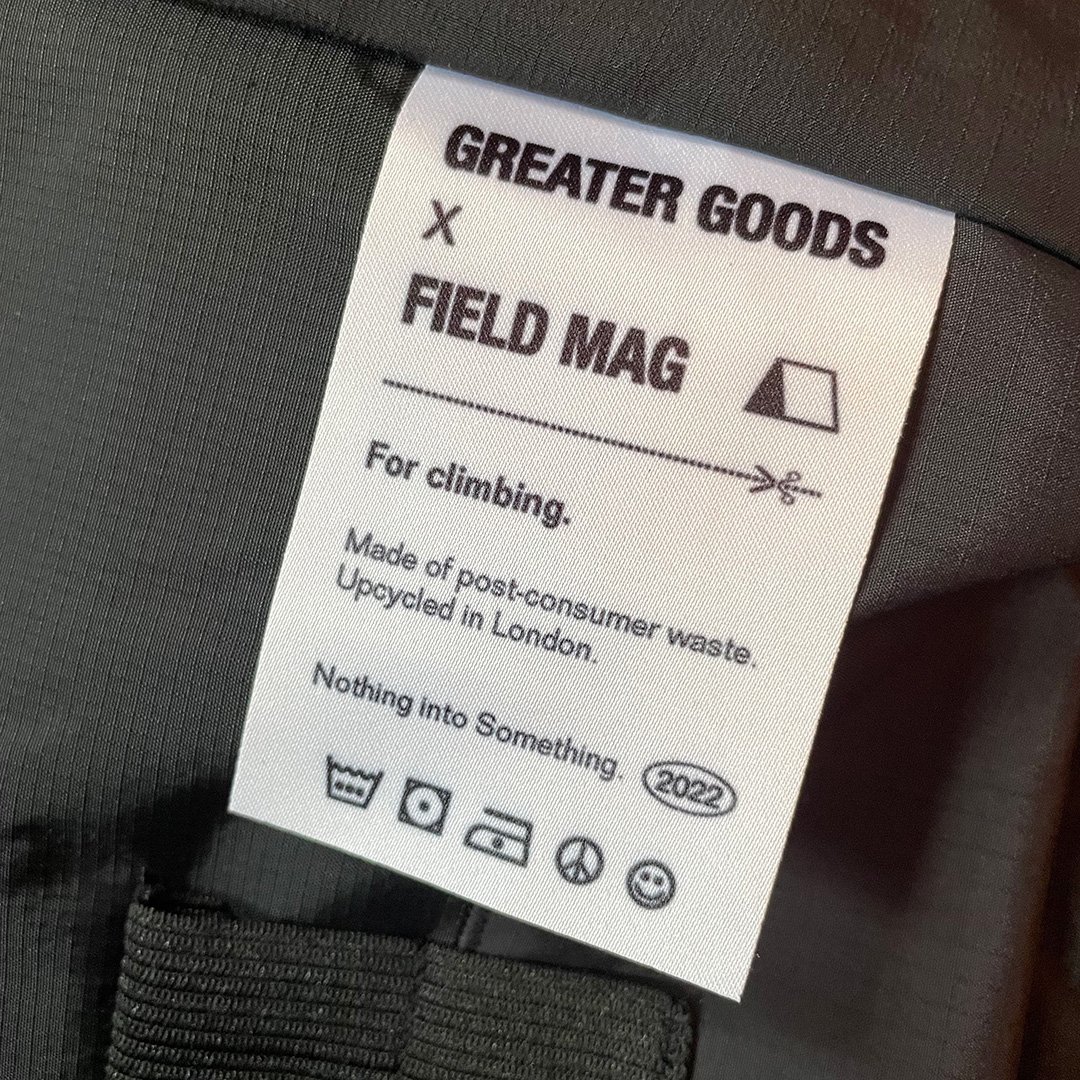 GREATER GOODS
X
FIELD MAG
For climbing.
Made of post-consumer waste.
Upcycled in London.
Nothing into Something. 2022